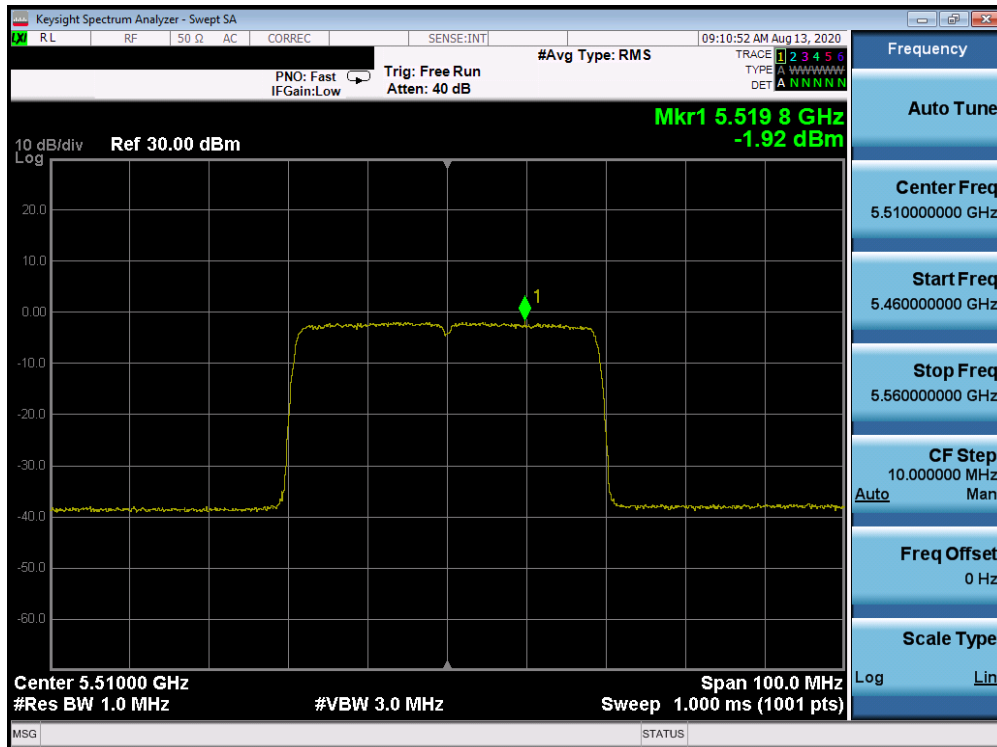 Keysight Spectrum Analyzer - Swept SA
LXI RL RF 50 Ω AC CORREC SENSE:INT 09:10:52 AM Aug 13, 2020
#Avg Type: RMS TRACE 1 2 3 4 5 6
PNO: Fast Trig: Free Run TYPE A WWWWW
IFGain:Low Atten: 40 dB DET A N N N N N
Mkr1 5.519 8 GHz
-1.92 dBm
10 dB/div Ref 30.00 dBm
Log
20.0
10.0
0.00
-10.0
-20.0
-30.0
-40.0
-50.0
-60.0
1
Center 5.51000 GHz Span 100.0 MHz
#Res BW 1.0 MHz #VBW 3.0 MHz Sweep 1.000 ms (1001 pts)
MSG STATUS
Frequency
Auto Tune
Center Freq
5.510000000 GHz
Start Freq
5.460000000 GHz
Stop Freq
5.560000000 GHz
CF Step
10.000000 MHz
Auto Man
Freq Offset
0 Hz
Scale Type
Log Lin